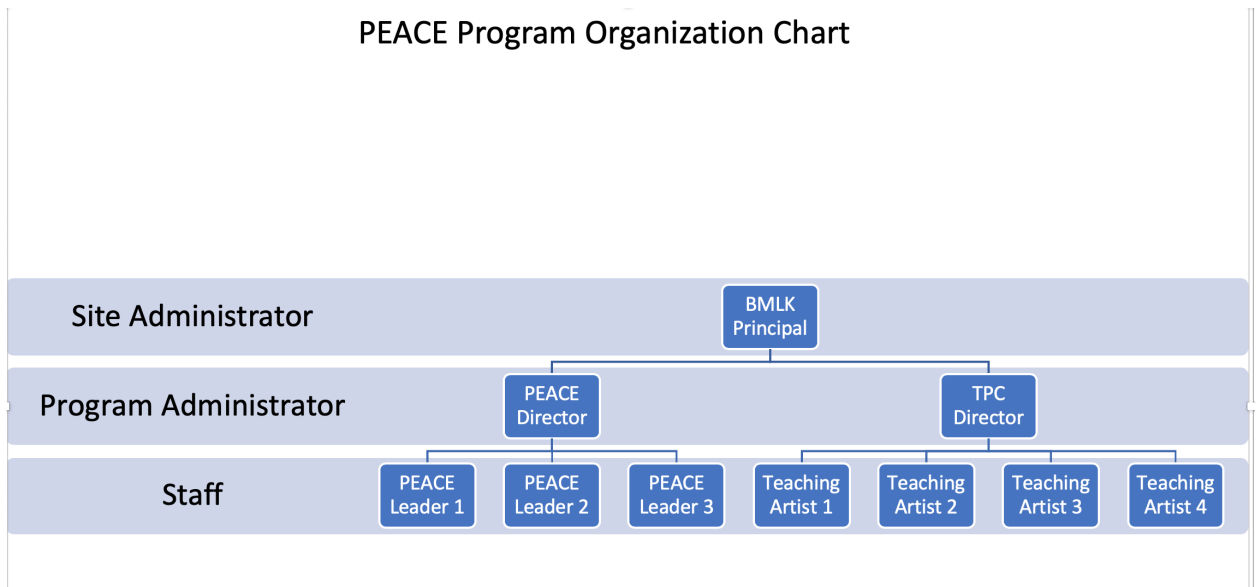 PEACE Program Organization Chart
Site Administrator
BMLK
Principal
Program Administrator
PEACE
Director
TPC
Director
Staff
PEACE
Leader 1
PEACE
Leader 2
PEACE
Leader 3
Teaching
Artist 1
Teaching
Artist 2
Teaching
Artist 3
Teaching
Artist 4